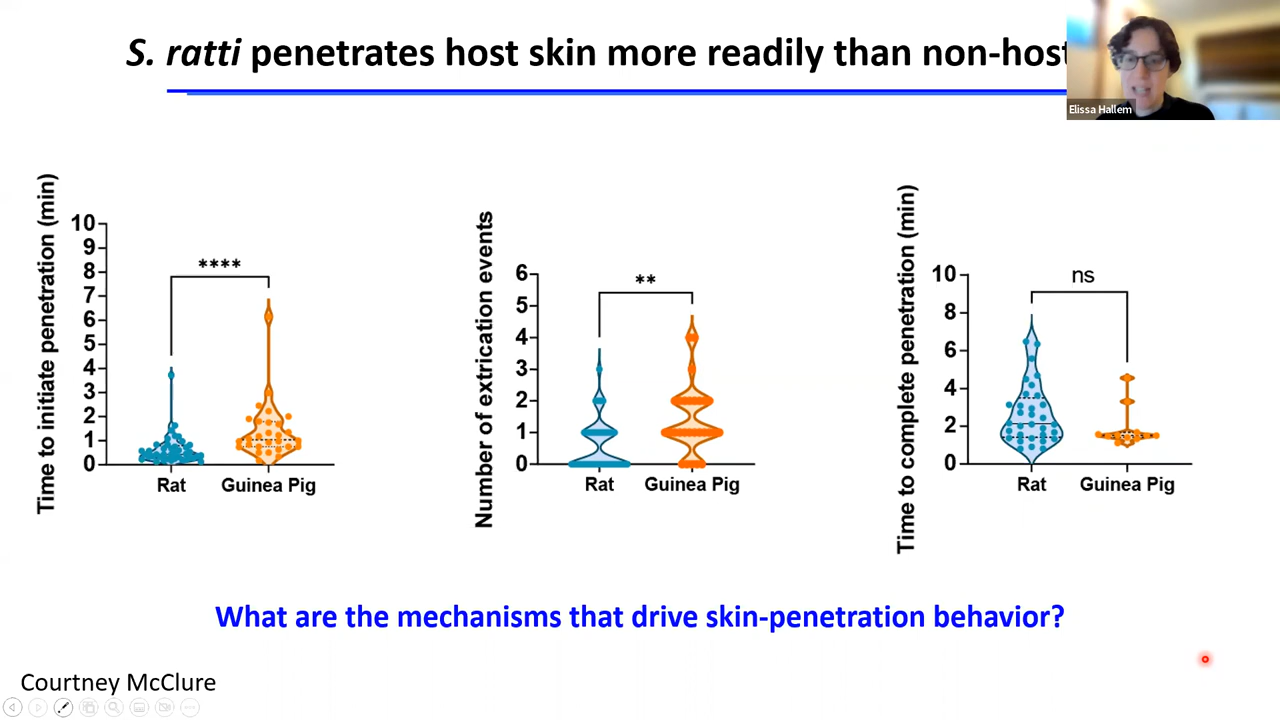 S. ratti penetrates host skin more readily than non-host
Elissa Hallem
Time to initiate penetration (min)
10
9
8
7
6
5
4
3
2
1
0
****
Rat
Guinea Pig
Number of extrication events
6
5
4
3
2
1
0
**
Rat
Guinea Pig
Time to complete penetration (min)
10
8
6
4
2
0
ns
Rat
Guinea Pig
What are the mechanisms that drive skin-penetration behavior?
Courtney McClure